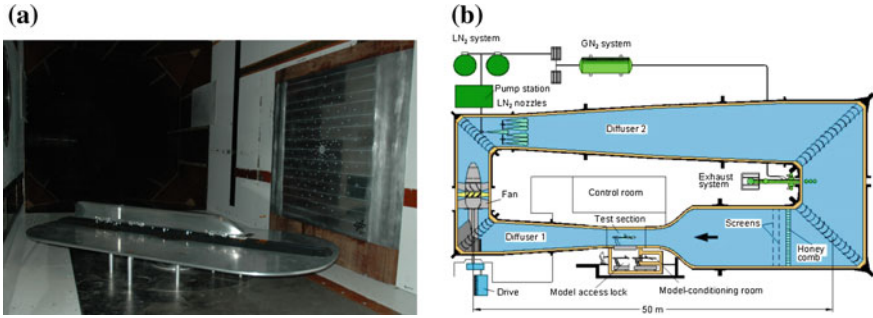 (a)
(b)
LN₂ system
GN₂ system
Pump station
LN₂ nozzles
Diffuser 2
Exhaust
system
Fan
Control room
Test section
Diffuser 1
Screens
Honey
comb
Drive
Model access lock
Model-conditioning room
50 m